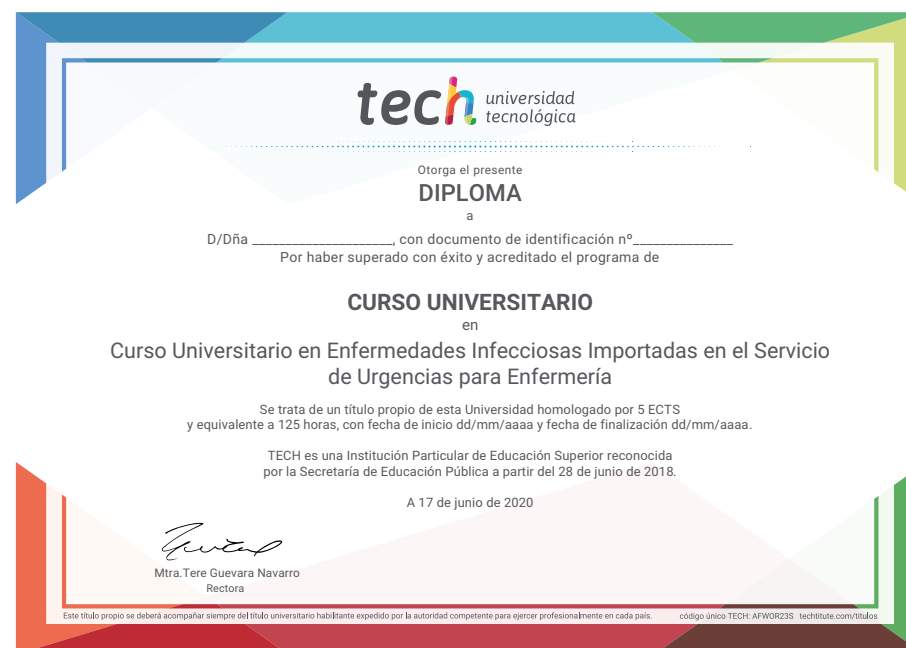 tech universidad
tecnológica
Otorga el presente
DIPLOMA
a
D/Dña _____________________, con documento de identificación nº_______________
Por haber superado con éxito y acreditado el programa de
CURSO UNIVERSITARIO
en
Curso Universitario en Enfermedades Infecciosas Importadas en el Servicio
de Urgencias para Enfermería
Se trata de un título propio de esta Universidad homologado por 5 ECTS
y equivalente a 125 horas, con fecha de inicio dd/mm/aaaa y fecha de finalización dd/mm/aaaa.
TECH es una Institución Particular de Educación Superior reconocida
por la Secretaría de Educación Pública a partir del 28 de junio de 2018.
A 17 de junio de 2020
Mtra.Tere Guevara Navarro
Rectora
Este título propio se deberá acompañar siempre del título universitario habilitante expedido por la autoridad competente para ejercer profesionalmente en cada país. código único TECH: AFWOR23S techtitute.com/titulos